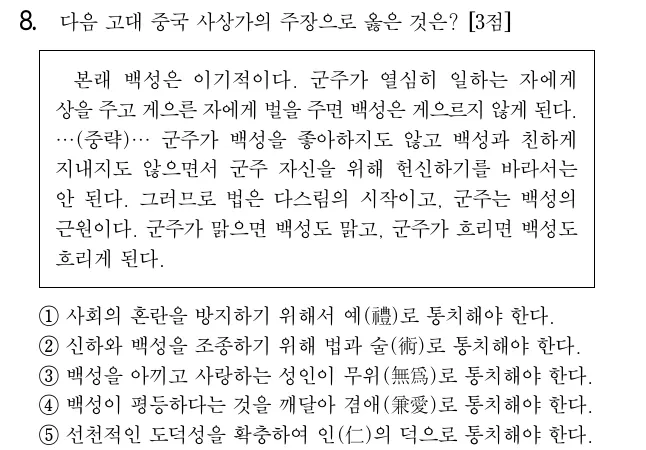 8. 다음 고대 중국 사상가의 주장으로 옳은 것은? [3점]
본래 백성은 이기적이다. 군주가 열심히 일하는 자에게
상을 주고 게으른 자에게 벌을 주면 백성은 게으르지 않게 된다.
…(중략)… 군주가 백성을 좋아하지도 않고 백성과 친하게
지내지도 않으면서 군주 자신을 위해 헌신하기를 바라서는
안 된다. 그러므로 법은 다스림의 시작이고, 군주는 백성의
근원이다. 군주가 맑으면 백성도 맑고, 군주가 흐리면 백성도
흐리게 된다.
① 사회의 혼란을 방지하기 위해서 예(禮)로 통치해야 한다.
② 신하와 백성을 조종하기 위해 법과 술(術)로 통치해야 한다.
③ 백성을 아끼고 사랑하는 성인이 무위(無爲)로 통치해야 한다.
④ 백성이 평등하다는 것을 깨달아 겸애(兼愛)로 통치해야 한다.
⑤ 선천적인 도덕성을 확충하여 인(仁)의 덕으로 통치해야 한다.